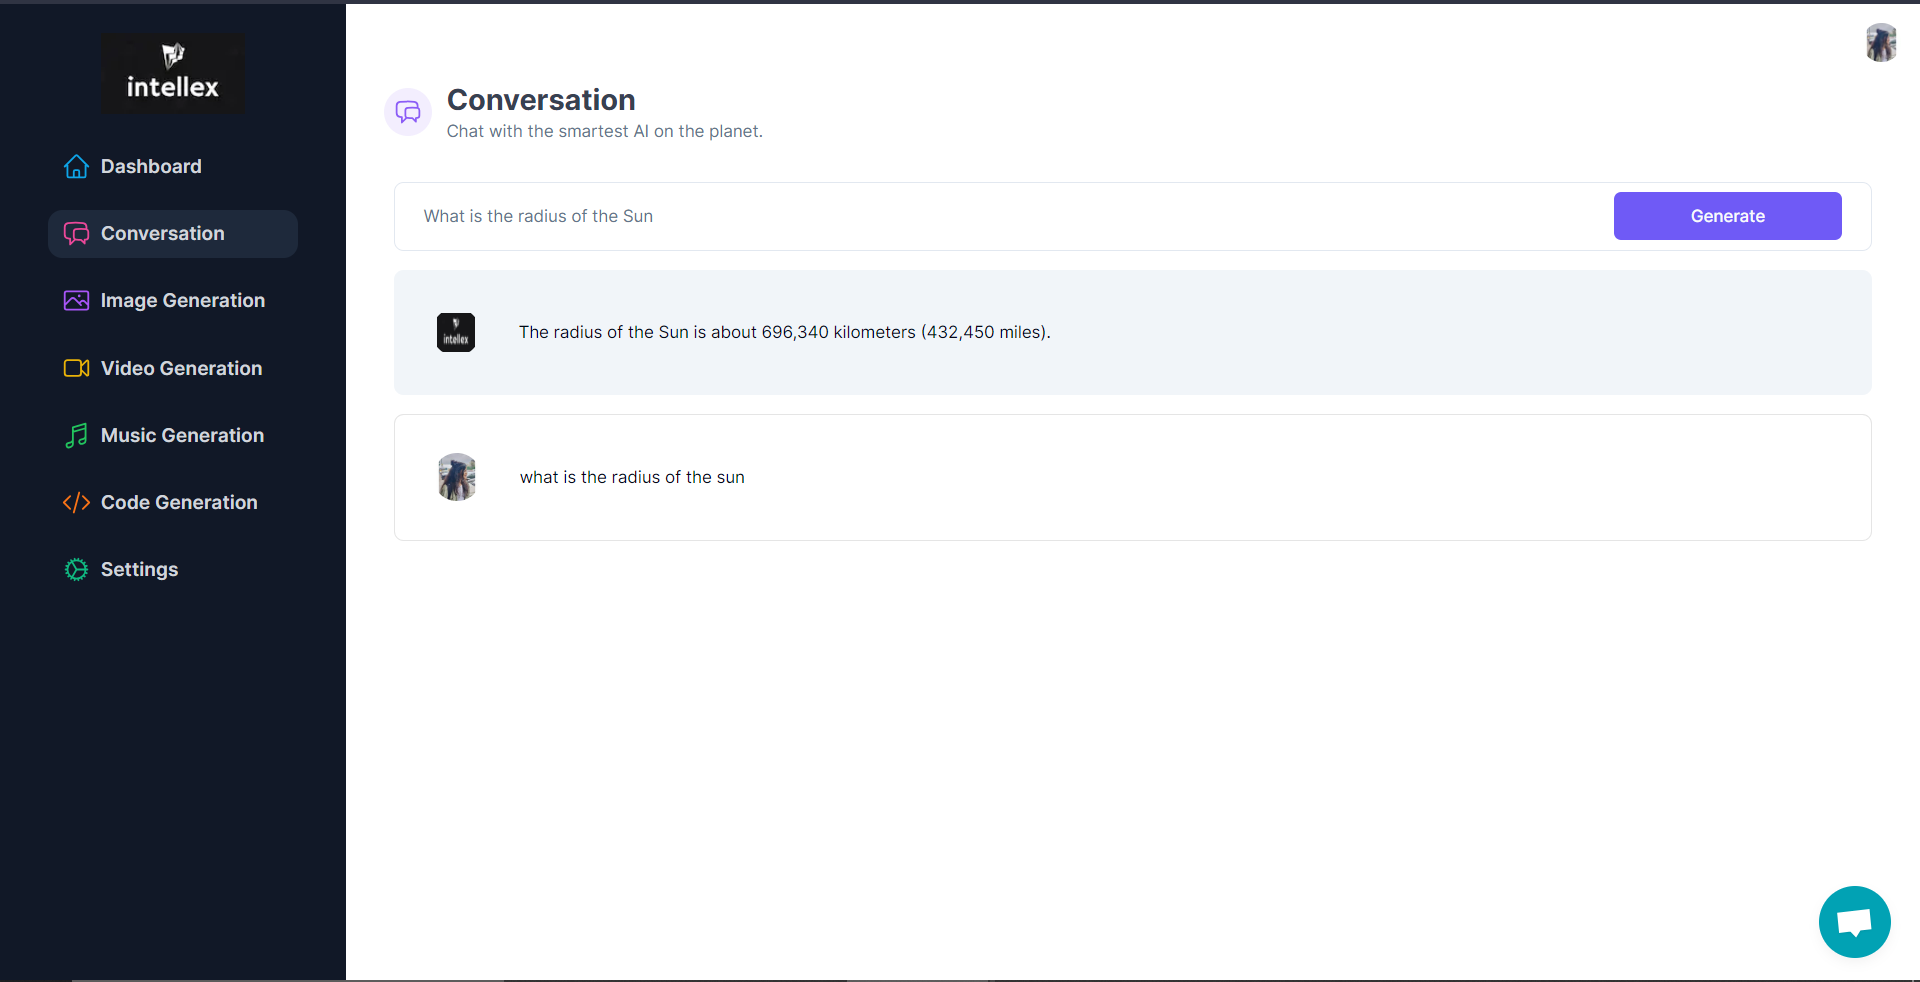 intellex
Dashboard
Conversation
Image Generation
Video Generation
Music Generation
Code Generation
Settings
Conversation
Chat with the smartest AI on the planet.
What is the radius of the Sun
Generate
intellex
The radius of the Sun is about 696,340 kilometers (432,450 miles).
what is the radius of the sun